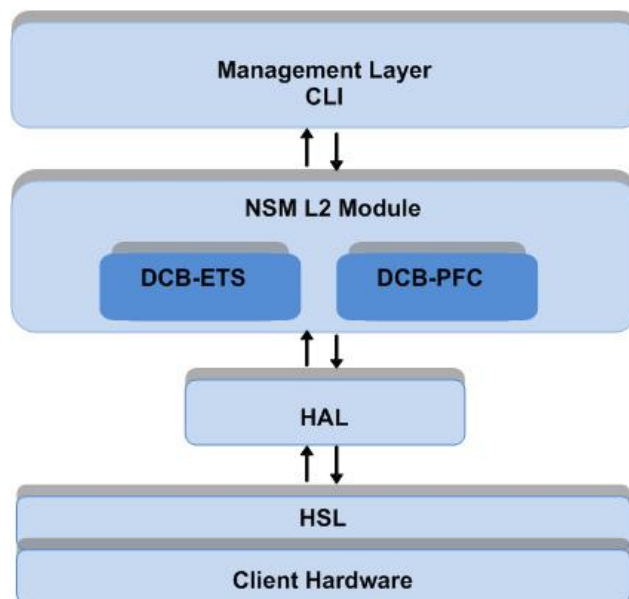 Management Layer
CLI
NSM L2 Module
DCB-ETS
DCB-PFC
HAL
HSL
Client Hardware